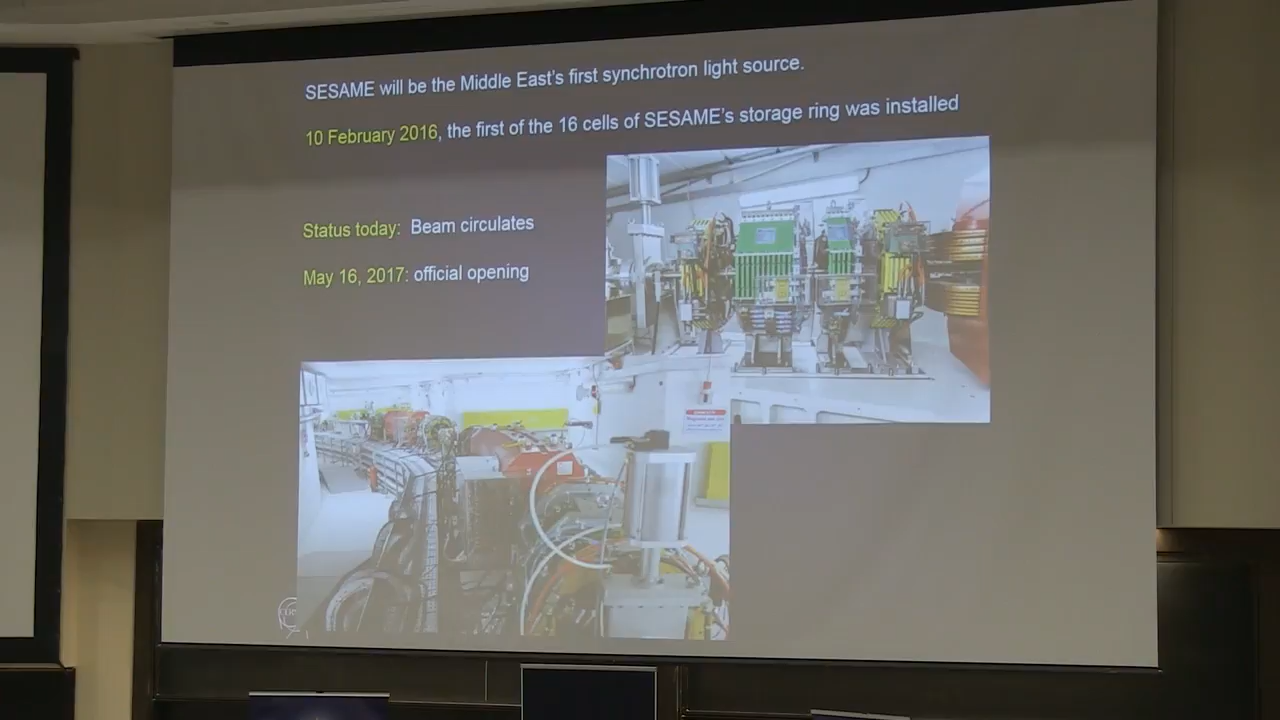 SESAME will be the Middle East's first synchrotron light source.
10 February 2016, the first of the 16 cells of SESAME's storage ring was installed
Status today: Beam circulates
May 16, 2017: official opening